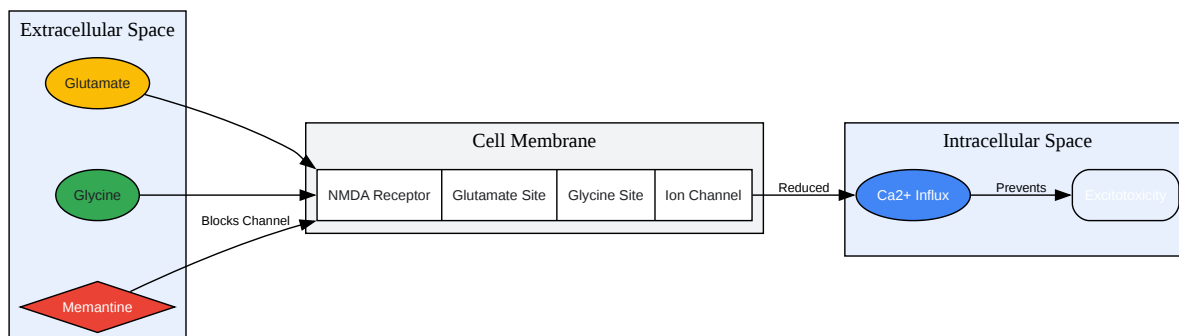 Extracellular Space
Glutamate
Glycine
Blocks Channel
Memantine
Cell Membrane
NMDA Receptor
Glutamate Site
Glycine Site
Ion Channel
Reduced
Intracellular Space
Ca2+ Influx
Prevents
Excitotoxicity